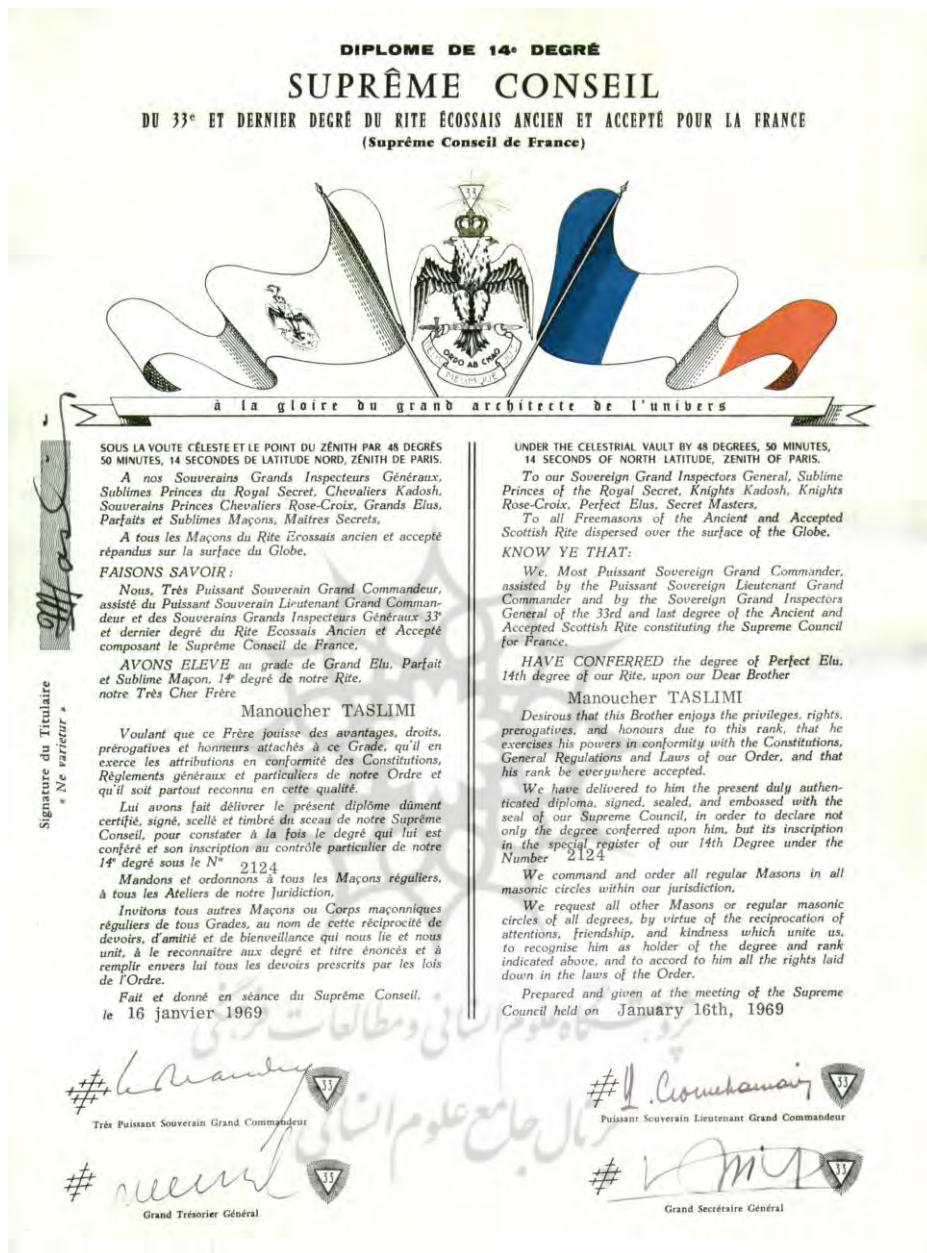 DIPLOME DE 14e DEGRÉ
SUPRÊME CONSEIL
DU 33e ET DERNIER DEGRÉ DU RITE ÉCOSSAIS ANCIEN ET ACCEPTÉ POUR LA FRANCE
(Suprême Conseil de France)
33
ORDO AB CHAO
DEUS MEUMQUE JUS
à la gloire du grand architecte de l'univers
SOUS LA VOUTE CÉLESTE ET LE POINT DU ZÉNITH PAR 48 DEGRÉS
50 MINUTES, 14 SECONDES DE LATITUDE NORD, ZÉNITH DE PARIS.
A nos Souverains Grands Inspecteurs Généraux,
Sublimes Princes du Royal Secret, Chevaliers Kadosh,
Souverains Princes Chevaliers Rose-Croix, Grands Elus,
Parfaits et Sublimes Maçons, Maîtres Secrets,
A tous les Maçons du Rite Ecossais ancien et accepté
répandus sur la surface du Globe,
FAISONS SAVOIR :
Nous, Très Puissant Souverain Grand Commandeur,
assisté du Puissant Souverain Lieutenant Grand Comman-
deur et des Souverains Grands Inspecteurs Généraux 33e
et dernier degré du Rite Ecossais Ancien et Accepté
composant le Suprême Conseil de France,
AVONS ELEVE au grade de Grand Elu, Parfait
et Sublime Maçon, 14e degré de notre Rite,
notre Très Cher Frère
Manoucher TASLIMI
Voulant que ce Frère jouisse des avantages, droits,
prérogatives et honneurs attachés à ce Grade, qu'il en
exerce les attributions en conformité des Constitutions,
Règlements généraux et particuliers de notre Ordre et
qu'il soit partout reconnu en cette qualité.
Lui avons fait délivrer le présent diplôme dûment
certifié, signé, scellé et timbré du sceau de notre Suprême
Conseil, pour constater à la fois le degré qui lui est
conféré et son inscription au contrôle particulier de notre
14e degré sous le N° 2124
Mandons et ordonnons à tous les Maçons réguliers,
à tous les Ateliers de notre Juridiction,
Invitons tous autres Maçons ou Corps maçonniques
réguliers de tous Grades, au nom de cette réciprocité de
devoirs, d'amitié et de bienveillance qui nous lie et nous
unit, à le reconnaître aux degré et titre énoncés et à
remplir envers lui tous les devoirs prescrits par les lois
de l'Ordre.
Fait et donné en séance du Suprême Conseil,
le 16 janvier 1969
UNDER THE CELESTRIAL VAULT BY 48 DEGREES, 50 MINUTES,
14 SECONDS OF NORTH LATITUDE, ZENITH OF PARIS.
To our Sovereign Grand Inspectors General, Sublime
Princes of the Royal Secret, Knights Kadosh, Knights
Rose-Croix, Perfect Elus, Secret Masters,
To all Freemasons of the Ancient and Accepted
Scottish Rite dispersed over the surface of the Globe,
KNOW YE THAT:
We, Most Puissant Sovereign Grand Commander,
assisted by the Puissant Sovereign Lieutenant Grand
Commander and by the Sovereign Grand Inspectors
General of the 33rd and last degree of the Ancient and
Accepted Scottish Rite constituting the Supreme Council
for France,
HAVE CONFERRED the degree of Perfect Elu,
14th degree of our Rite, upon our Dear Brother
Manoucher TASLIMI
Desirous that this Brother enjoys the privileges, rights,
prerogatives, and honours due to this rank, that he
exercises his powers in conformity with the Constitutions,
General Regulations and Laws of our Order, and that
his rank be everywhere accepted.
We have delivered to him the present duly authen-
ticated diploma, signed, sealed, and embossed with the
seal of our Supreme Council, in order to declare not
only the degree conferred upon him, but its inscription
in the special register of our 14th Degree under the
Number 2124
We command and order all regular Masons in all
masonic circles within our jurisdiction,
We request all other Masons or regular masonic
circles of all degrees, by virtue of the reciprocation of
attentions, friendship, and kindness which unite us,
to recognise him as holder of the degree and rank
indicated above, and to accord to him all the rights laid
down in the laws of the Order.
Prepared and given at the meeting of the Supreme
Council held on January 16th, 1969
Signature du Titulaire
« Ne varietur »
پژوهشگاه علوم انسانی و مطالعات فرهنگی
پرتال جامع علوم انسانی
33
Très Puissant Souverain Grand Commandeur
33
Puissant Souverain Lieutenant Grand Commandeur
33
Grand Trésorier Général
33
Grand Secrétaire Général